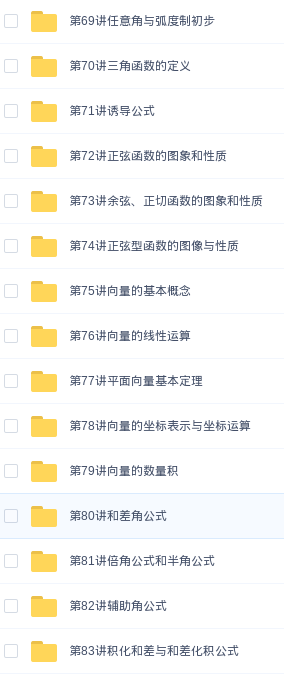 第69讲任意角与弧度制初步
第70讲三角函数的定义
第71讲诱导公式
第72讲正弦函数的图象和性质
第73讲余弦、正切函数的图象和性质
第74讲正弦型函数的图像与性质
第75讲向量的基本概念
第76讲向量的线性运算
第77讲平面向量基本定理
第78讲向量的坐标表示与坐标运算
第79讲向量的数量积
第80讲和差角公式
第81讲倍角公式和半角公式
第82讲辅助角公式
第83讲积化和差与和差化积公式